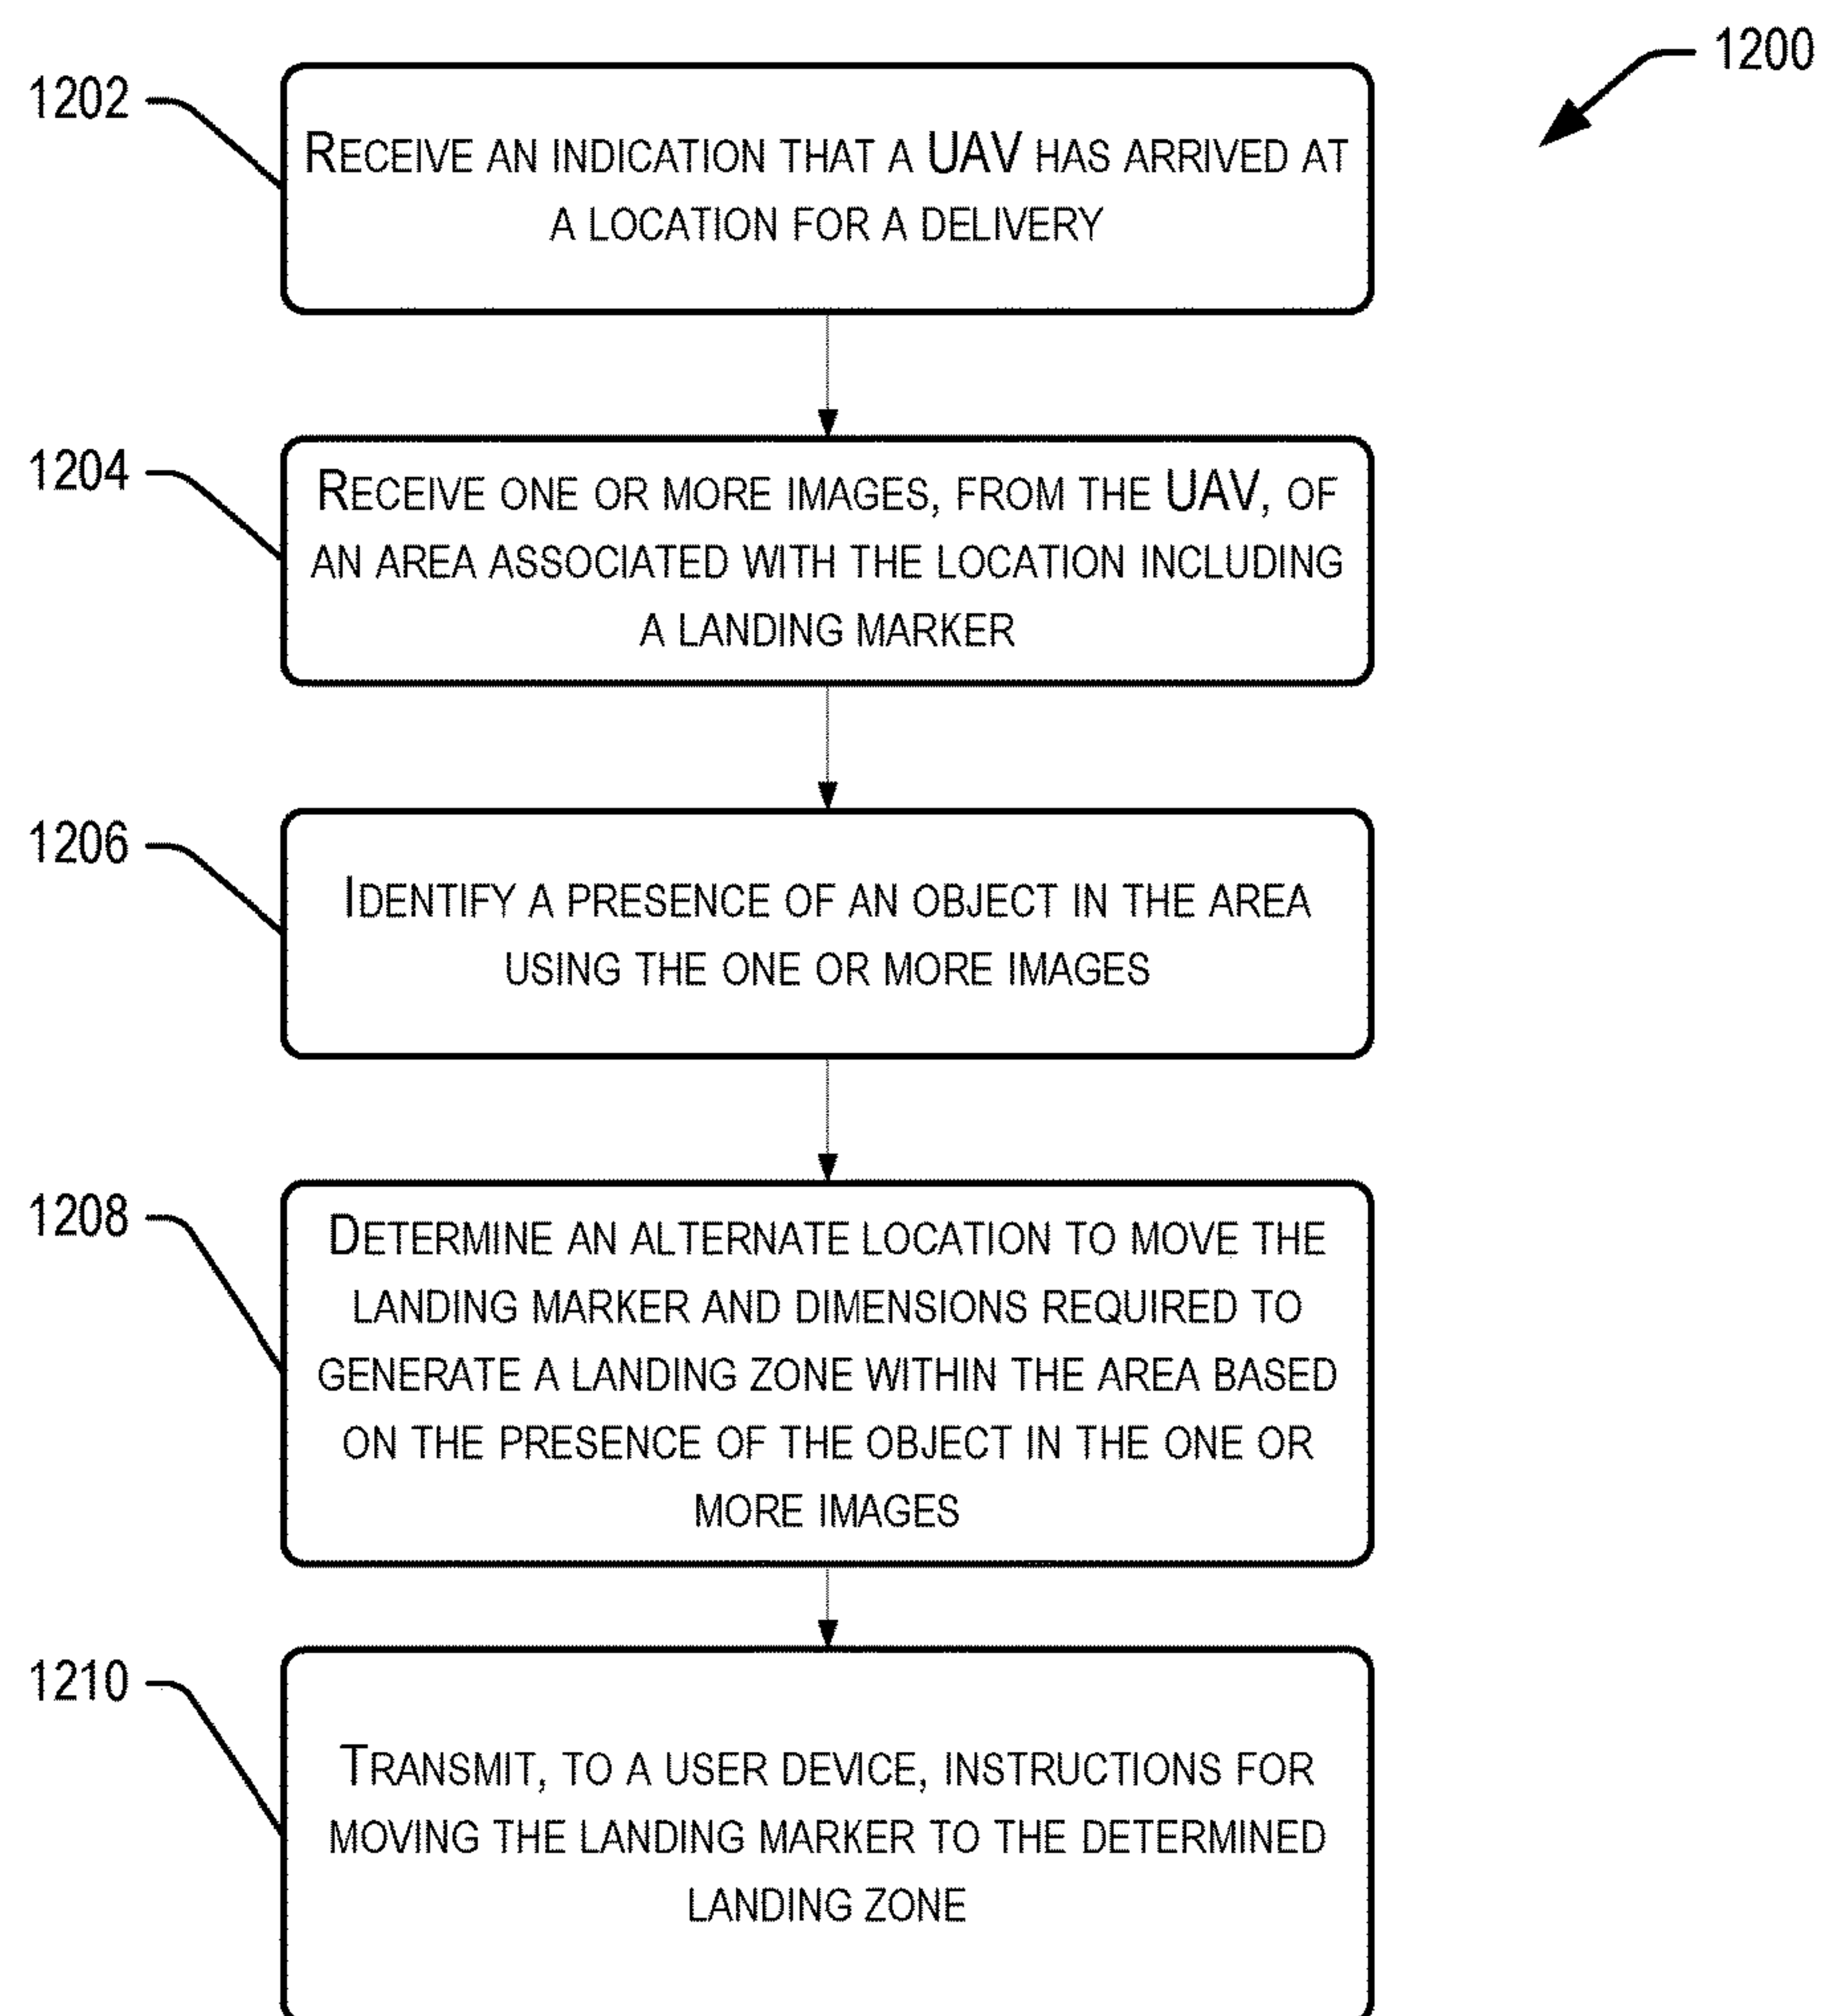 1200
1202
RECEIVE AN INDICATION THAT A UAV HAS ARRIVED AT
A LOCATION FOR A DELIVERY
1204
RECEIVE ONE OR MORE IMAGES, FROM THE UAV, OF
AN AREA ASSOCIATED WITH THE LOCATION INCLUDING
A LANDING MARKER
1206
IDENTIFY A PRESENCE OF AN OBJECT IN THE AREA
USING THE ONE OR MORE IMAGES
1208
DETERMINE AN ALTERNATE LOCATION TO MOVE THE
LANDING MARKER AND DIMENSIONS REQUIRED TO
GENERATE A LANDING ZONE WITHIN THE AREA BASED
ON THE PRESENCE OF THE OBJECT IN THE ONE OR
MORE IMAGES
1210
TRANSMIT, TO A USER DEVICE, INSTRUCTIONS FOR
MOVING THE LANDING MARKER TO THE DETERMINED
LANDING ZONE